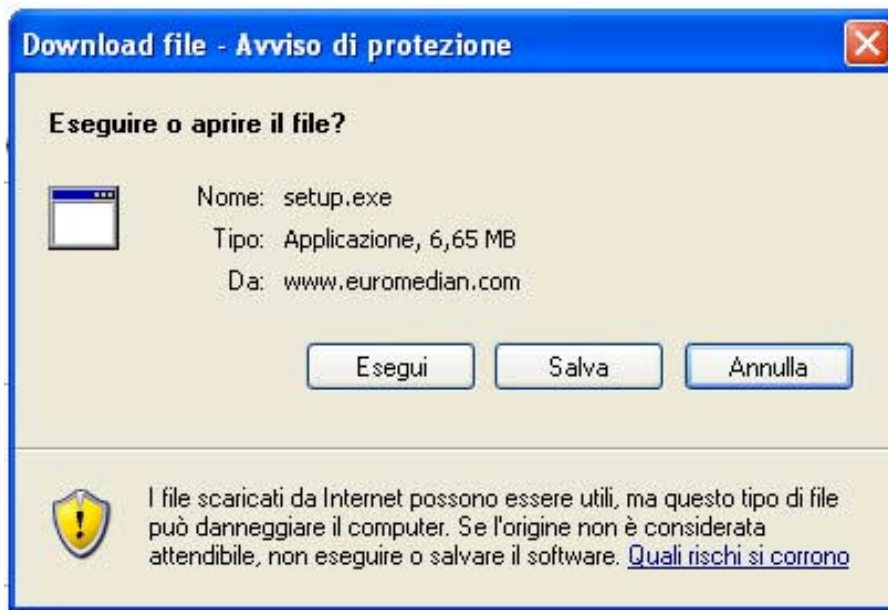 Download file - Avviso di protezione
Eseguire o aprire il file?
Nome: setup.exe
Tipo: Applicazione, 6,65 MB
Da: www.euromedian.com
Esegui Salva Annulla
I file scaricati da Internet possono essere utili, ma questo tipo di file
può danneggiare il computer. Se l'origine non è considerata
attendibile, non eseguire o salvare il software. Quali rischi si corrono